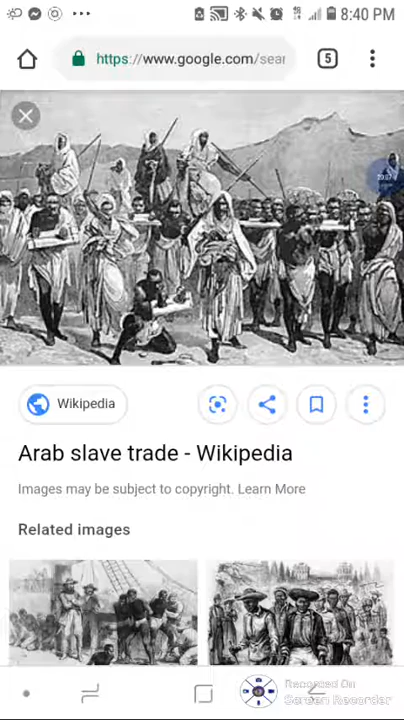 8:40 PM
https://www.google.com/sear
5
Wikipedia
Arab slave trade - Wikipedia
Images may be subject to copyright. Learn More
Related images
Recorded On
Screen Recorder